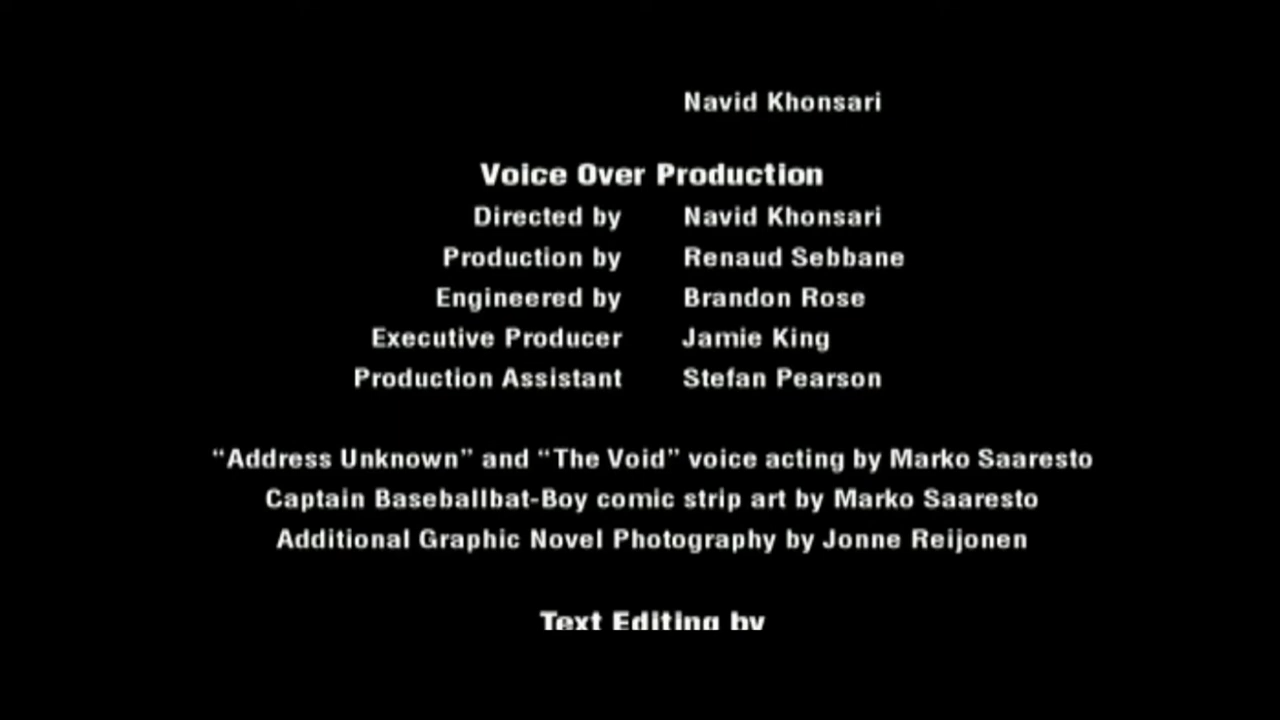 Navid Khonsari
Voice Over Production
Directed by Navid Khonsari
Production by Renaud Sebbane
Engineered by Brandon Rose
Executive Producer Jamie King
Production Assistant Stefan Pearson
“Address Unknown” and “The Void” voice acting by Marko Saaresto
Captain Baseballbat-Boy comic strip art by Marko Saaresto
Additional Graphic Novel Photography by Jonne Reijonen
Text Editing by